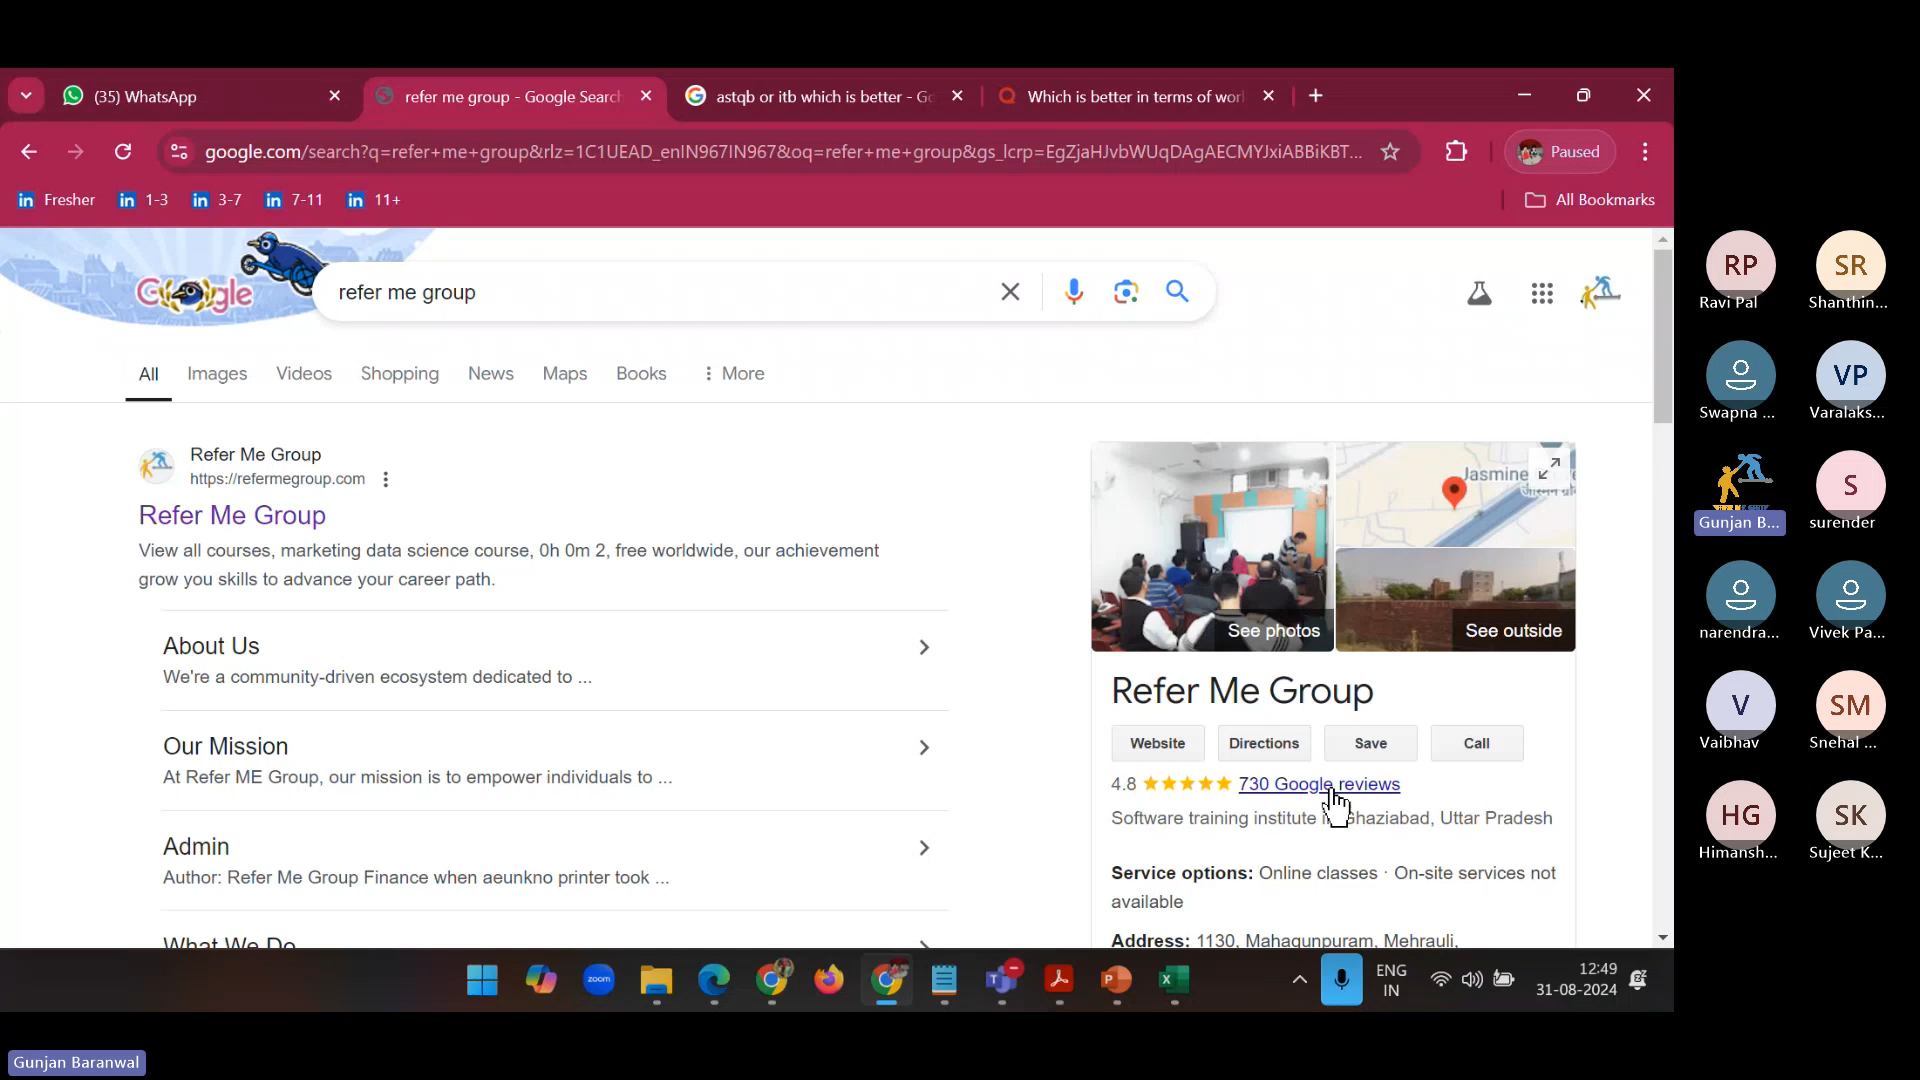 (35) WhatsApp
refer me group - Google Search
astqb or itb which is better - Go
Which is better in terms of wor
google.com/search?q=refer+me+group&rlz=1C1UEAD_enIN967IN967&oq=refer+me+group&gs_lcrp=EgZjaHJvbWUqDAgAECMYJxiABBiKBT...
Paused
Fresher
1-3
3-7
7-11
11+
All Bookmarks
Google
refer me group
All
Images
Videos
Shopping
News
Maps
Books
More
Refer Me Group
https://refermegroup.com
Refer Me Group
View all courses, marketing data science course, 0h 0m 2, free worldwide, our achievement
grow you skills to advance your career path.
About Us
We're a community-driven ecosystem dedicated to ...
Our Mission
At Refer ME Group, our mission is to empower individuals to ...
Admin
Author: Refer Me Group Finance when aeunkno printer took ...
What We Do
Jasmine
See photos
See outside
Refer Me Group
Website
Directions
Save
Call
4.8
730 Google reviews
Software training institute Ghaziabad, Uttar Pradesh
Service options: Online classes · On-site services not
available
Address: 1130, Mahagunpuram, Mehrauli,
zoom
ENG
IN
12:49
31-08-2024
RP
Ravi Pal
SR
Shanthin...
Swapna ...
VP
Varalaks...
Gunjan B...
S
surender
narendra...
Vivek Pa...
V
Vaibhav
SM
Snehal ...
HG
Himansh...
SK
Sujeet K...
Gunjan Baranwal